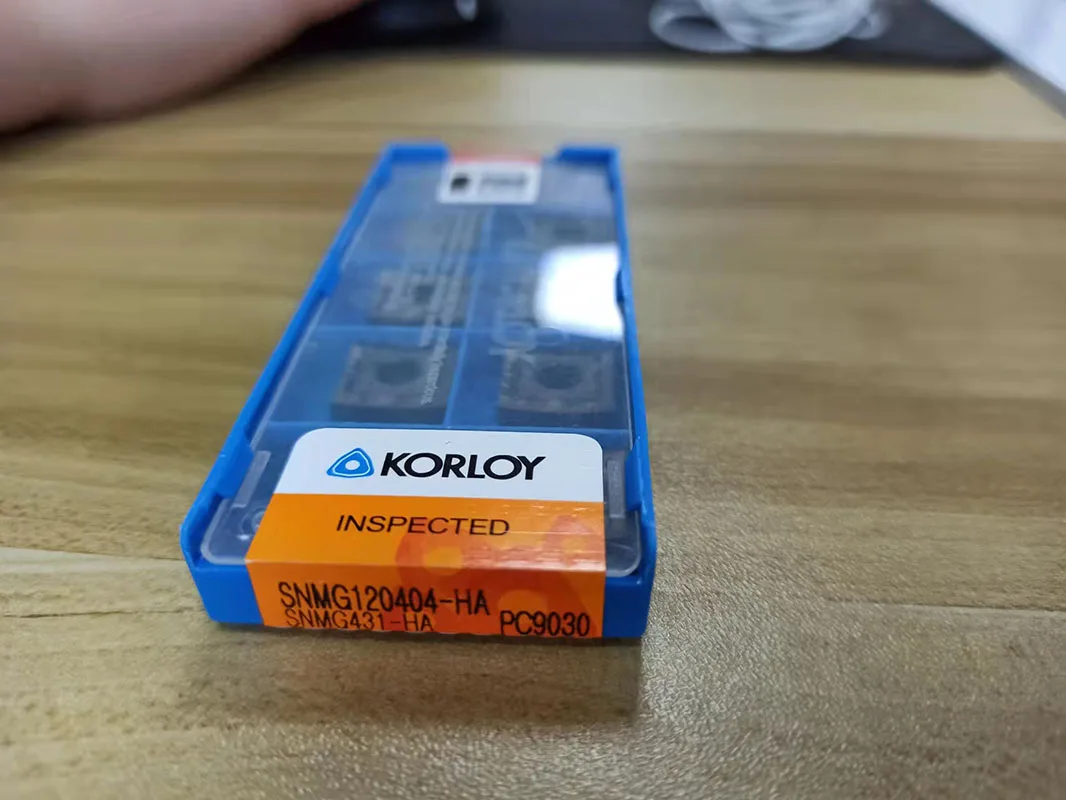 KORLOY
INSPECTED
SNMG120404-HA
SNMG431-HA PC9030